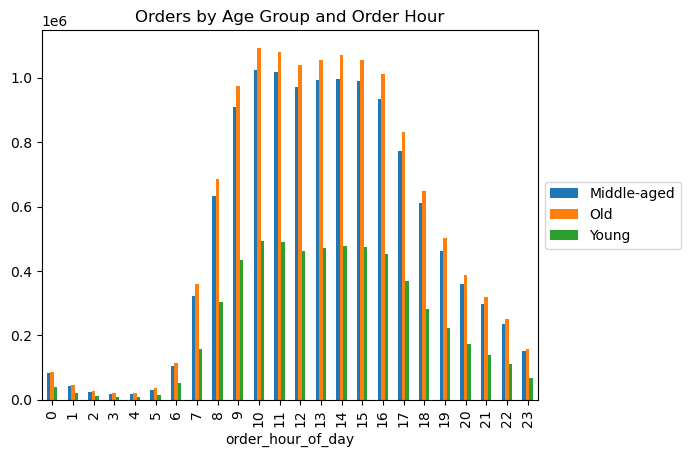 Orders by Age Group and Order Hour
1e6
1.0
0.8
0.6
0.4
0.2
0.0
0 1 2 3 4 5 6 7 8 9 10 11 12 13 14 15 16 17 18 19 20 21 22 23
order_hour_of_day
Middle-aged
Old
Young